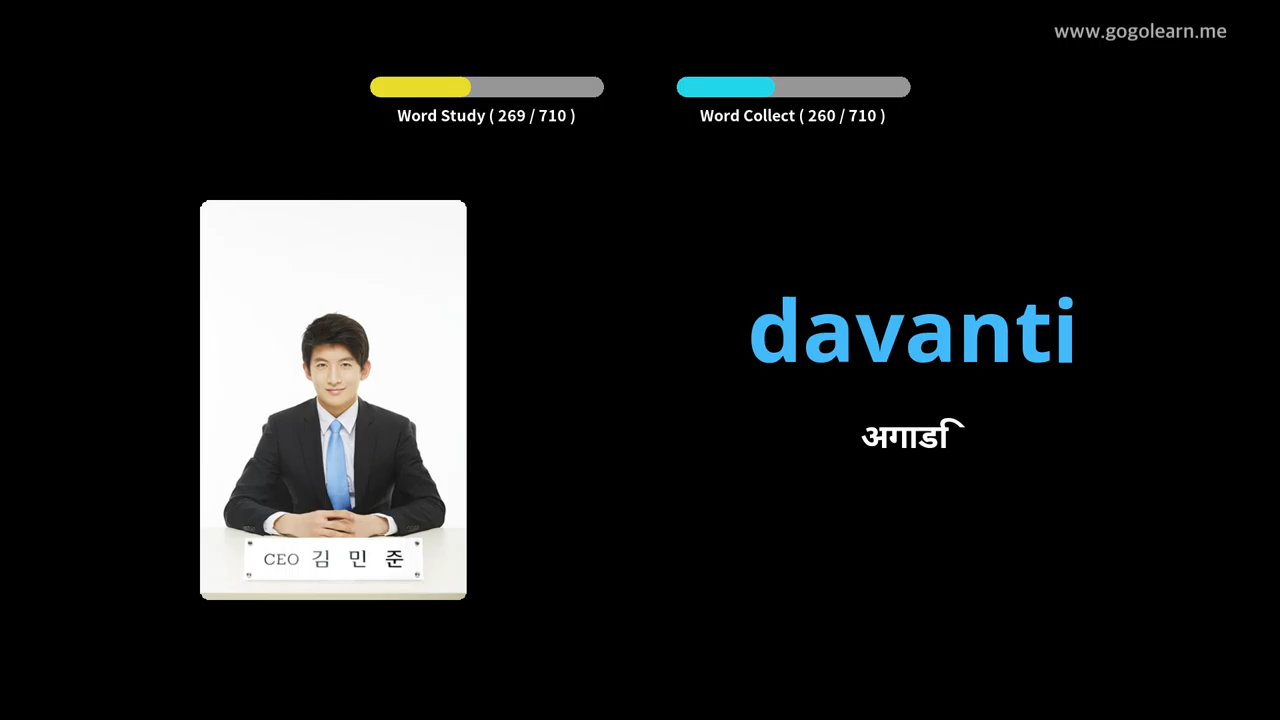 www.gogolearn.me
Word Study ( 269 / 710 )
Word Collect ( 260 / 710 )
davanti
अगाडि
CEO 김 민 준